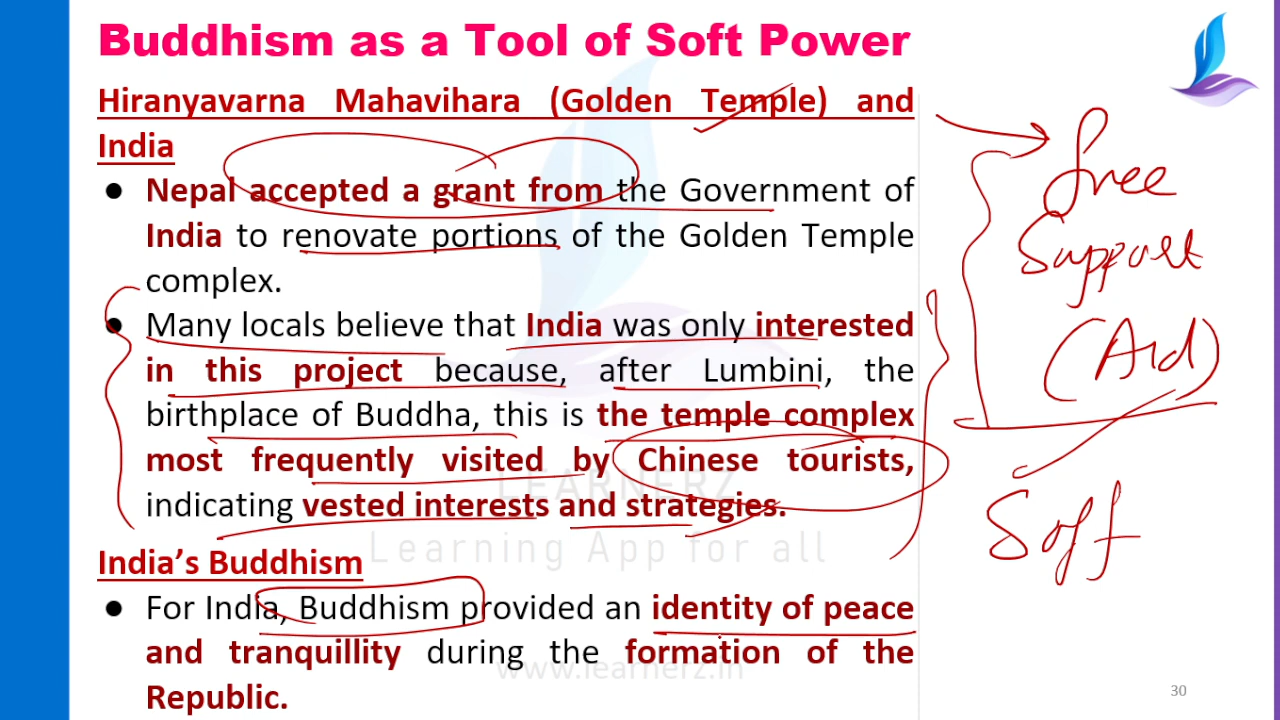 Buddhism as a Tool of Soft Power
Hiranyavarna Mahavihara (Golden Temple) and
India
● Nepal accepted a grant from the Government of
India to renovate portions of the Golden Temple
complex.
● Many locals believe that India was only interested
in this project because, after Lumbini, the
birthplace of Buddha, this is the temple complex
most frequently visited by Chinese tourists,
indicating vested interests and strategies.
India's Buddhism
● For India, Buddhism provided an identity of peace
and tranquillity during the formation of the
Republic.
free
Support
(Aid)
Soff
LEARNERZ
Learning App for all
www.learnerz.in
30